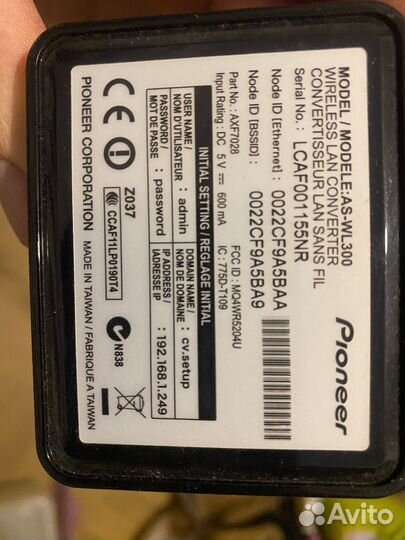 MODEL / MODELE: AS-WL300
WIRELESS LAN CONVERTER
CONVERTISSEUR LAN SANS FIL
Serial No.: LCAF001155NR
Pioneer
Node ID [Ethernet] : 0022CF9A5BAA
Node ID [BSSID] : 0022CF9A5BA9
Part No. : AXF7028
FCC ID : MQ4WR5204U
Input Rating : DC 5 V 600 mA
IC : 775D-T109
INITIAL SETTING / REGLAGE INITIAL
USER NAME /
NOM D'UTILISATEUR : admin
DOMAIN NAME /
NOM DE DOMAINE : cv.setup
PASSWORD /
MOT DE PASSE : password
IP ADDRESS /
IADRESSE IP : 192.168.1.249
CE
Z037
CCAF11LP0190T4
N838
PIONEER CORPORATION
MADE IN TAIWAN / FABRIQUE A TAIWAN
Avito